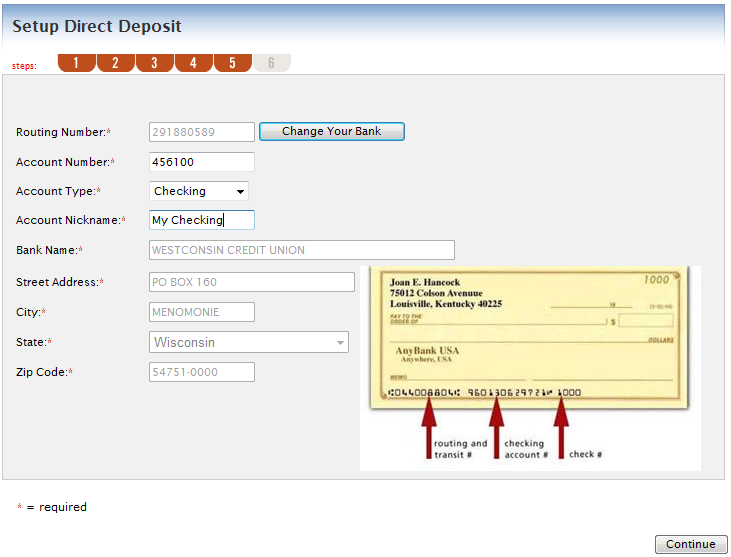 Setup Direct Deposit
steps: 1 2 3 4 5 6
Routing Number:* 291880589 Change Your Bank
Account Number:* 456100
Account Type:* Checking
Account Nickname:* My Checking
Bank Name:* WESTCONSIN CREDIT UNION
Street Address:* PO BOX 160
City:* MENOMONIE
State:* Wisconsin
Zip Code:* 54751-0000
Joan E. Hancock 1000
75012 Colson Avenuue
Louisville, Kentucky 40225
19
PAY TO THE
ORDER OF $
DOLLARS
AnyBank USA
Anywhere, USA
MEMO
⑆044008804⑆ 960130629721⑈ 1000
routing and
transit #
checking
account #
check #
* = required
Continue